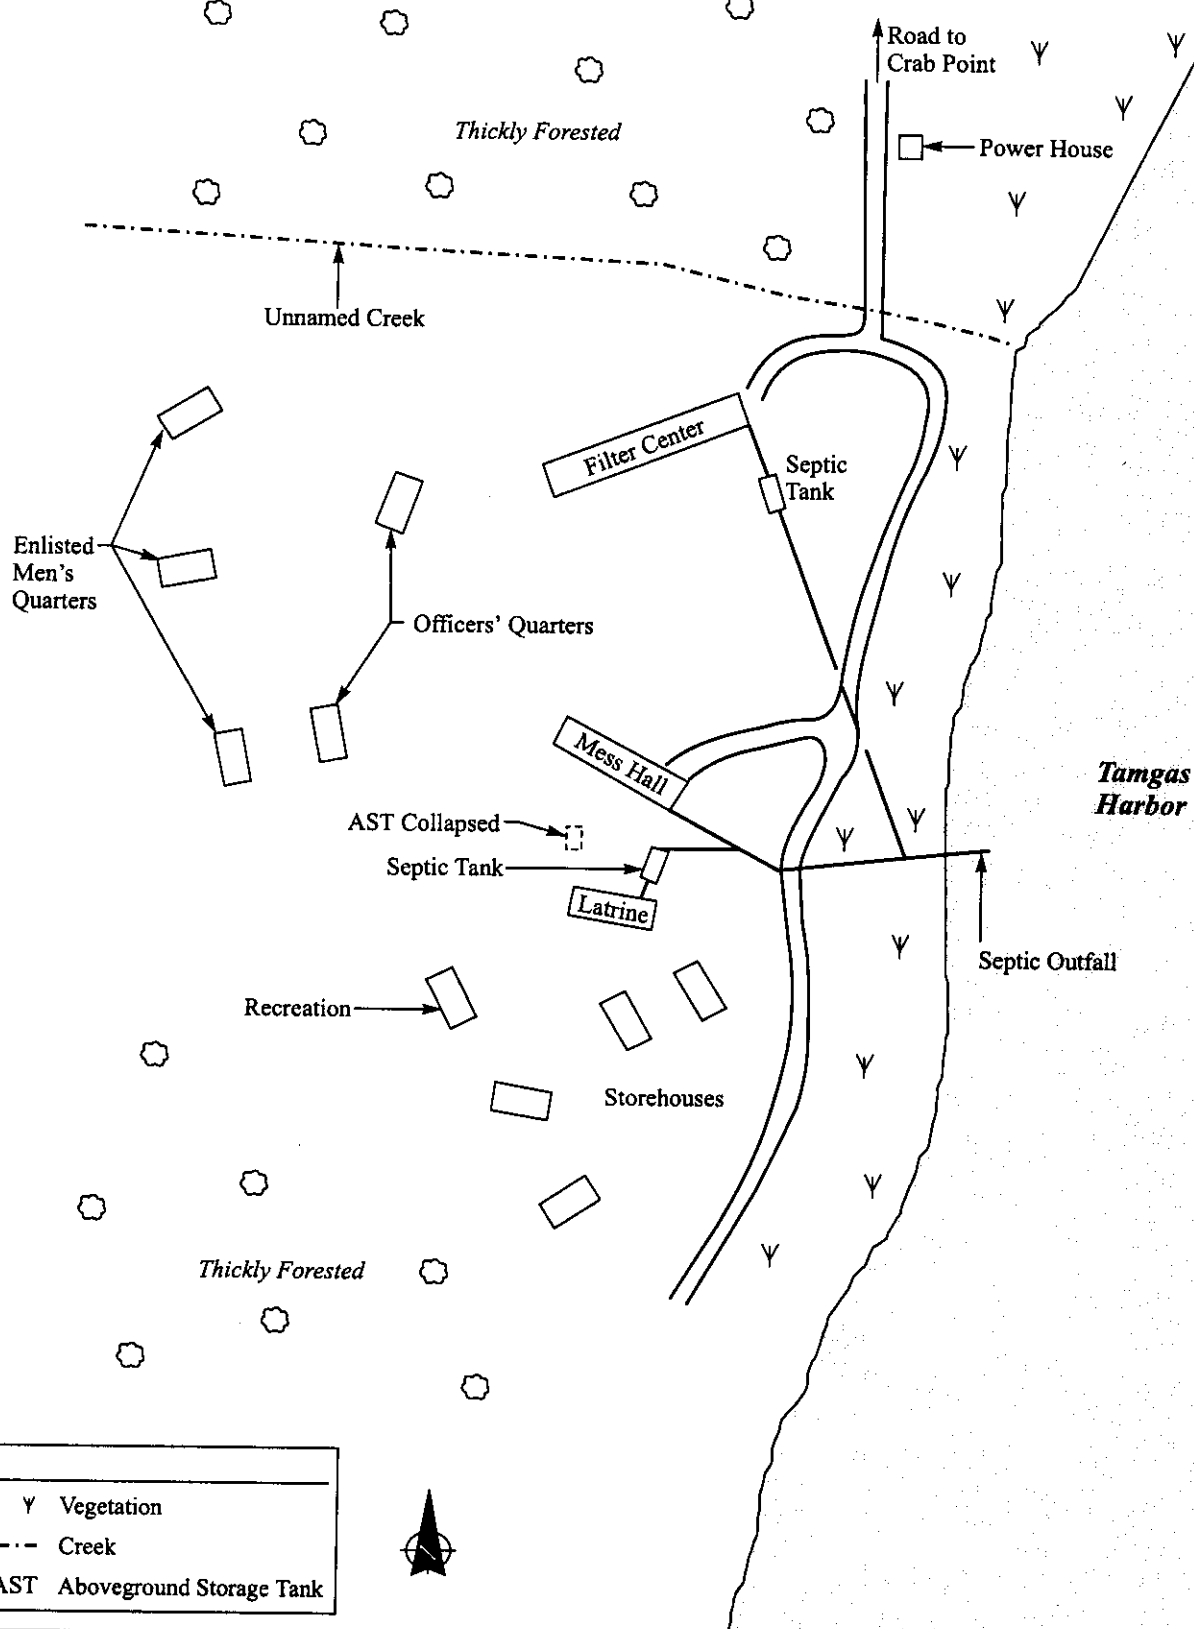 Road to
Crab Point
Thickly Forested
Power House
Unnamed Creek
Filter Center
Septic
Tank
Enlisted
Men's
Quarters
Officers' Quarters
Mess Hall
Tamgas
Harbor
AST Collapsed
Septic Tank
Latrine
Septic Outfall
Recreation
Storehouses
Thickly Forested
Vegetation
Creek
AST Aboveground Storage Tank